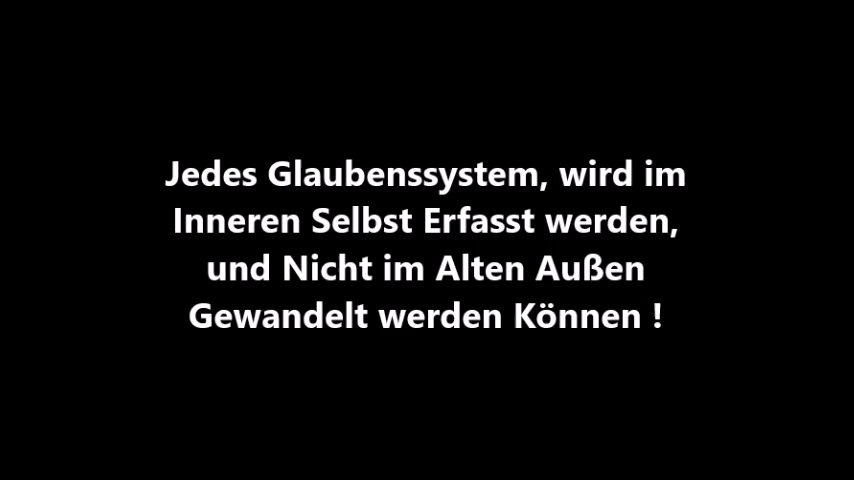 Jedes Glaubenssystem, wird im
Inneren Selbst Erfasst werden,
und Nicht im Alten Außen
Gewandelt werden Können !